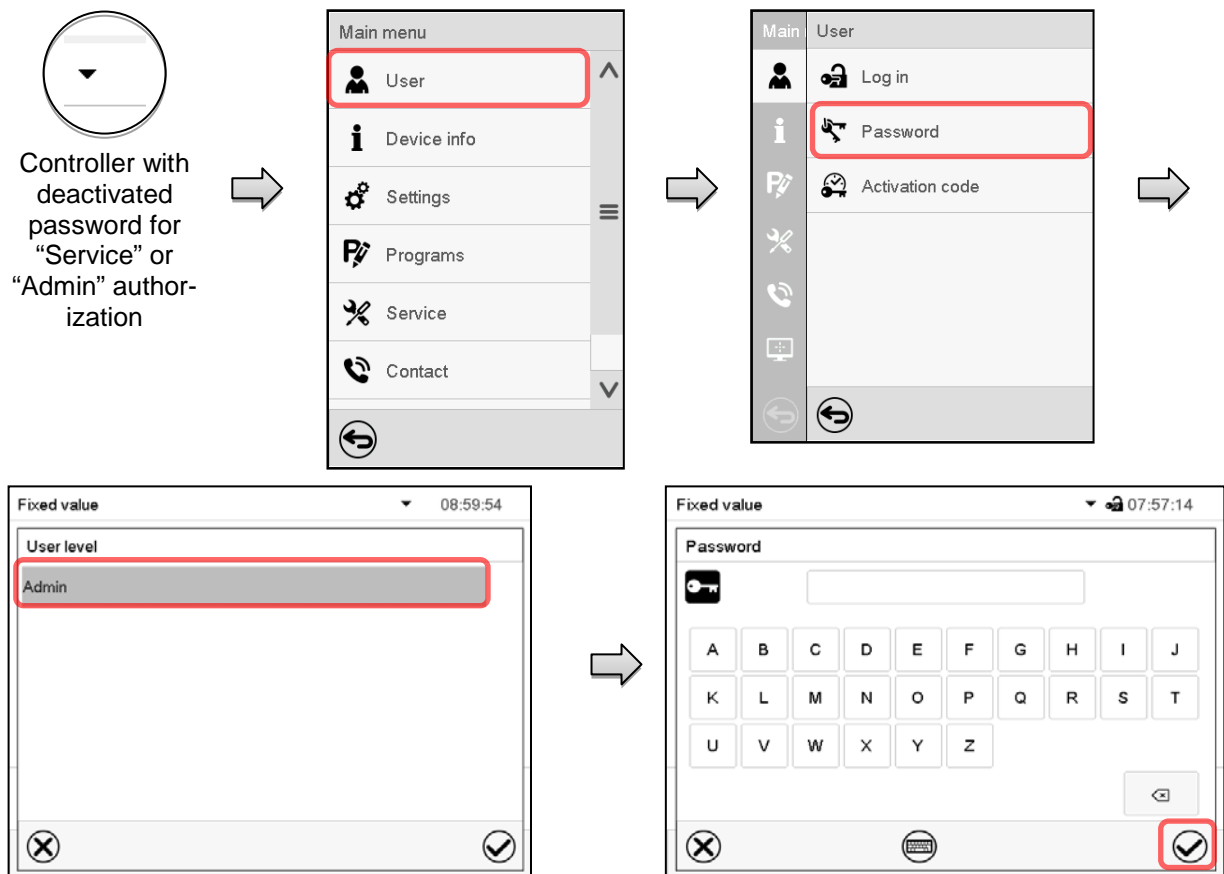 Controller with
deactivated
password for
“Service” or
“Admin” author-
ization
Main menu
User
Device info
Settings
Programs
Service
Contact
Main
User
Log in
Password
Activation code
Fixed value 08:59:54
User level
Admin
Fixed value 07:57:14
Password
A B C D E F G H I J
K L M N O P Q R S T
U V W X Y Z